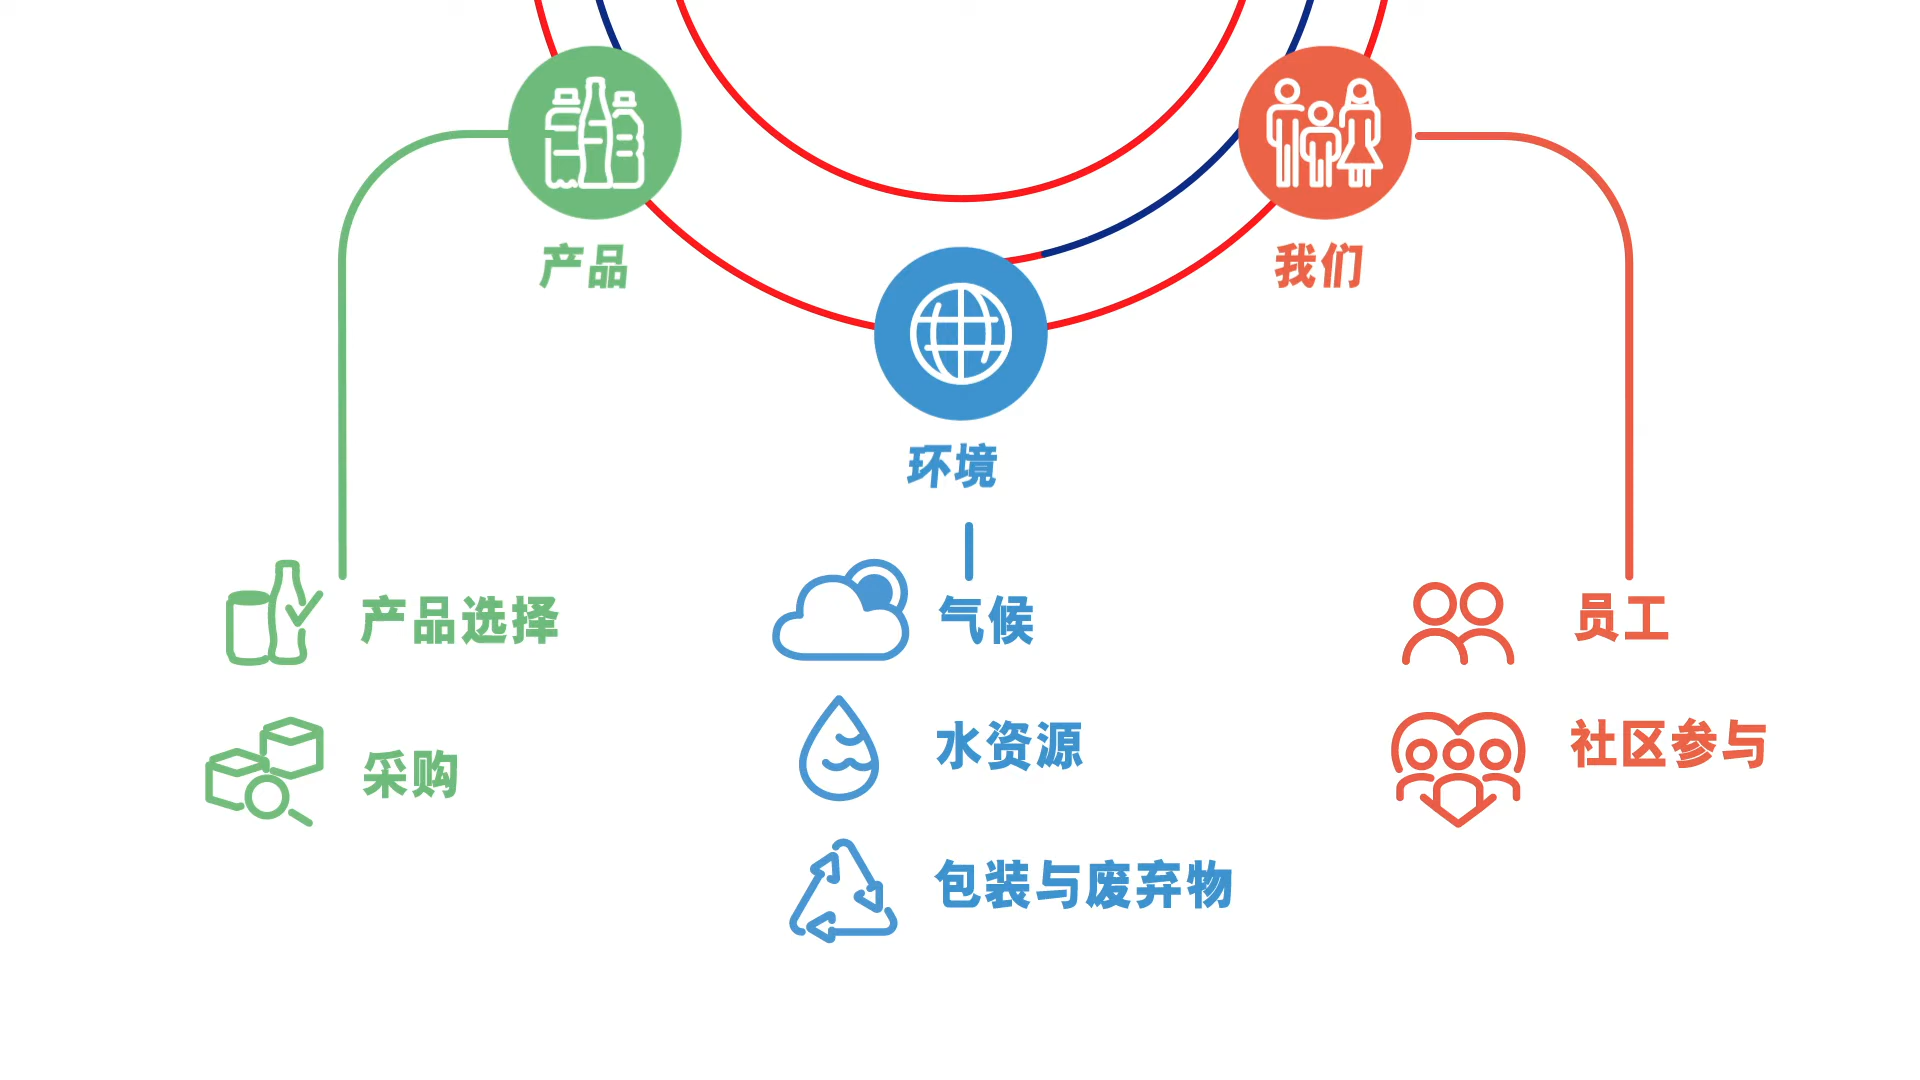 产品
我们
环境
产品选择
采购
气候
水资源
包装与废弃物
员工
社区参与